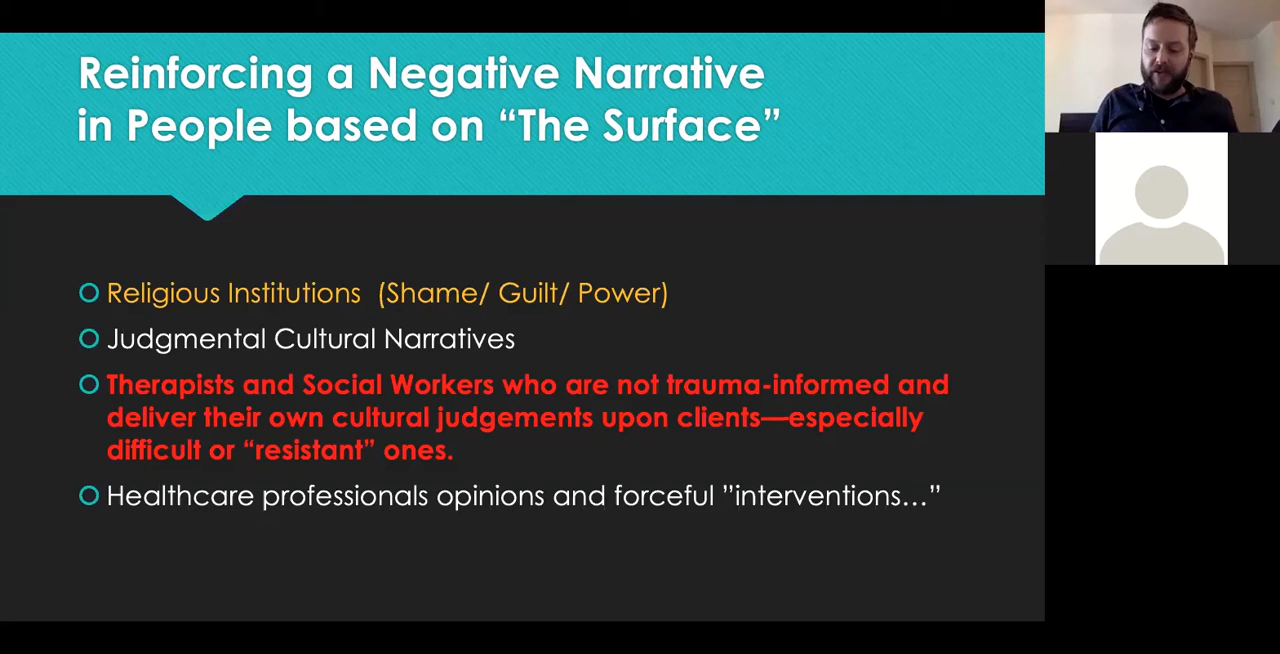 Reinforcing a Negative Narrative
in People based on “The Surface”
Religious Institutions  (Shame/ Guilt/ Power)
Judgmental Cultural Narratives
Therapists and Social Workers who are not trauma-informed and
deliver their own cultural judgements upon clients—especially
difficult or “resistant” ones.
Healthcare professionals opinions and forceful ”interventions…”